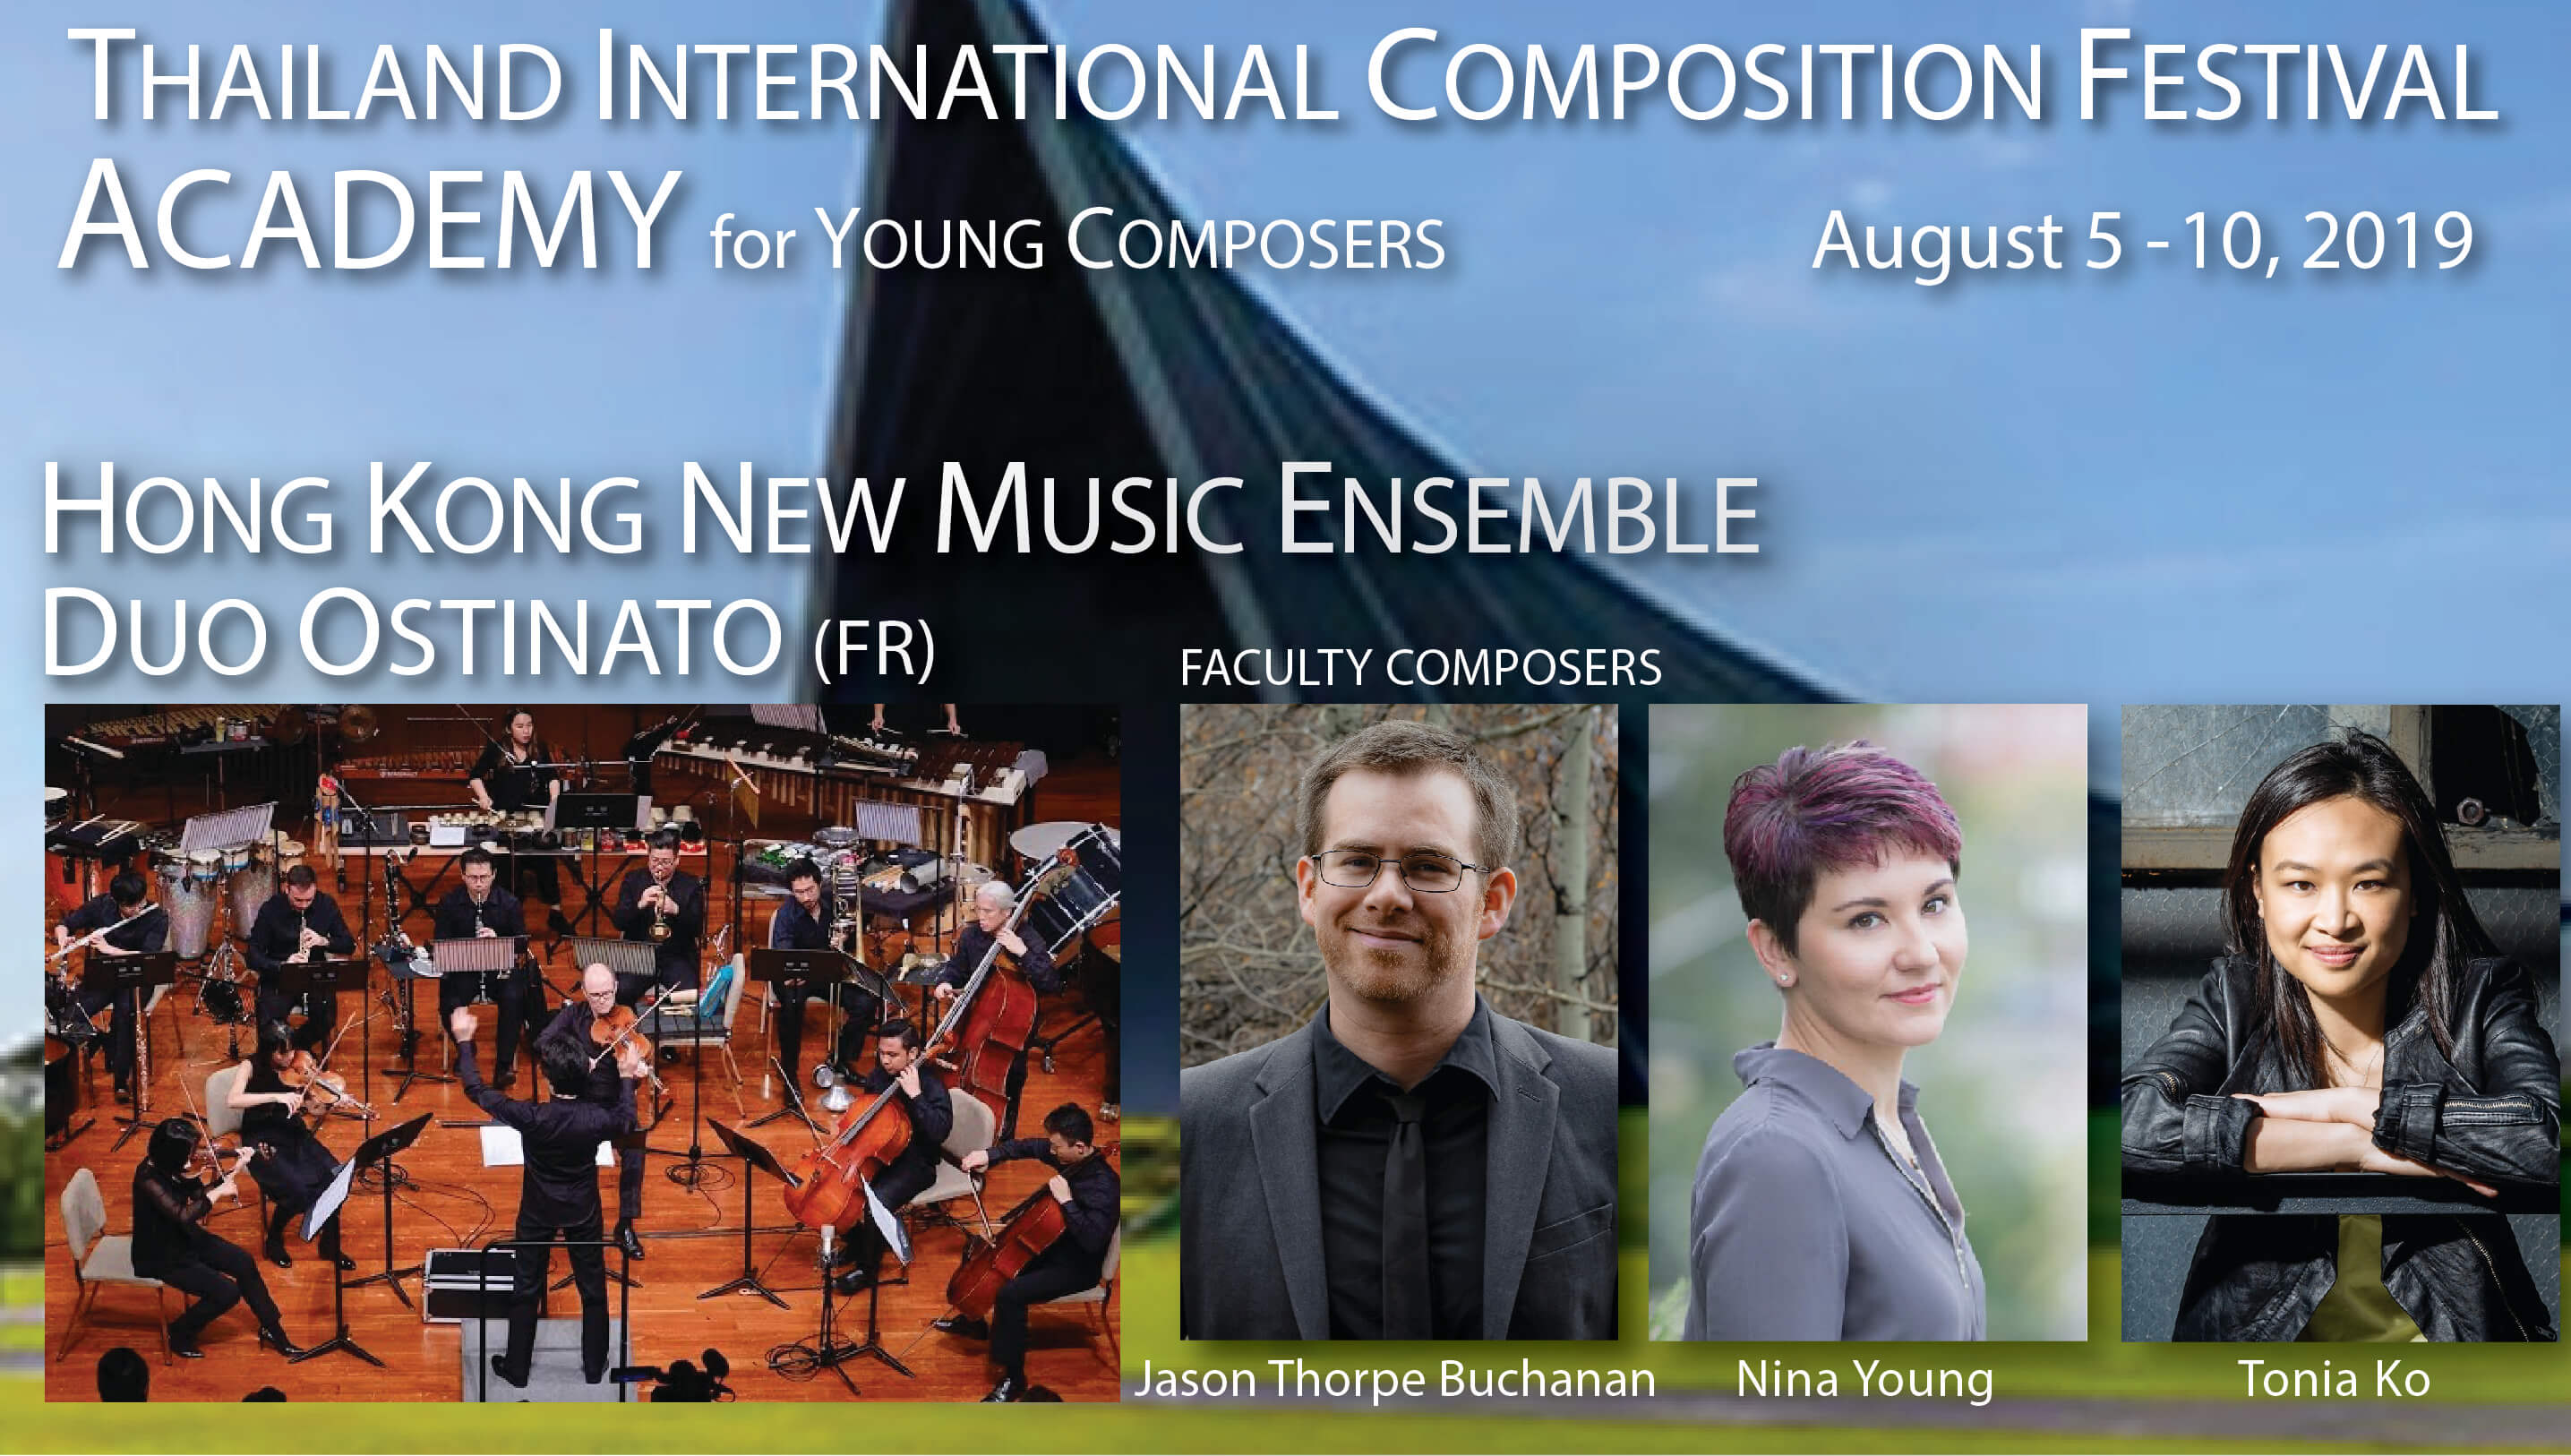 THAILAND INTERNATIONAL COMPOSITION FESTIVAL
ACADEMY for YOUNG COMPOSERS
August 5 - 10, 2019
HONG KONG NEW MUSIC ENSEMBLE
DUO OSTINATO (FR)
FACULTY COMPOSERS
Jason Thorpe Buchanan
Nina Young
Tonia Ko